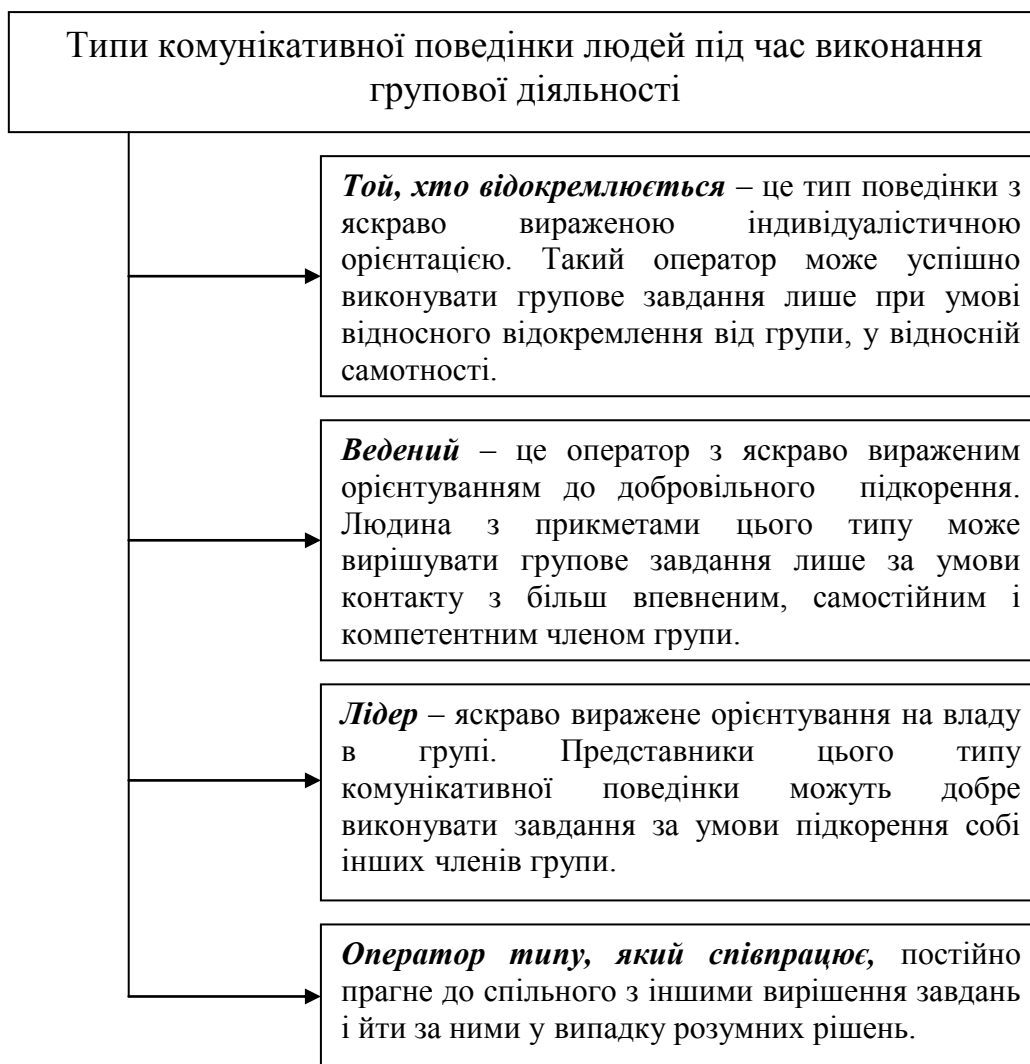 Типи комунікативної поведінки людей під час виконання
групової діяльності
Той, хто відокремлюється – це тип поведінки з
яскраво вираженою індивідуалістичною
орієнтацією. Такий оператор може успішно
виконувати групове завдання лише при умові
відносного відокремлення від групи, у відносній
самотності.
Ведений – це оператор з яскраво вираженим
орієнтуванням до добровільного підкорення.
Людина з прикметами цього типу може
вирішувати групове завдання лише за умови
контакту з більш впевненим, самостійним і
компетентним членом групи.
Лідер – яскраво виражене орієнтування на владу
в групі. Представники цього типу
комунікативної поведінки можуть добре
виконувати завдання за умови підкорення собі
інших членів групи.
Оператор типу, який співпрацює, постійно
прагне до спільного з іншими вирішення завдань
і йти за ними у випадку розумних рішень.